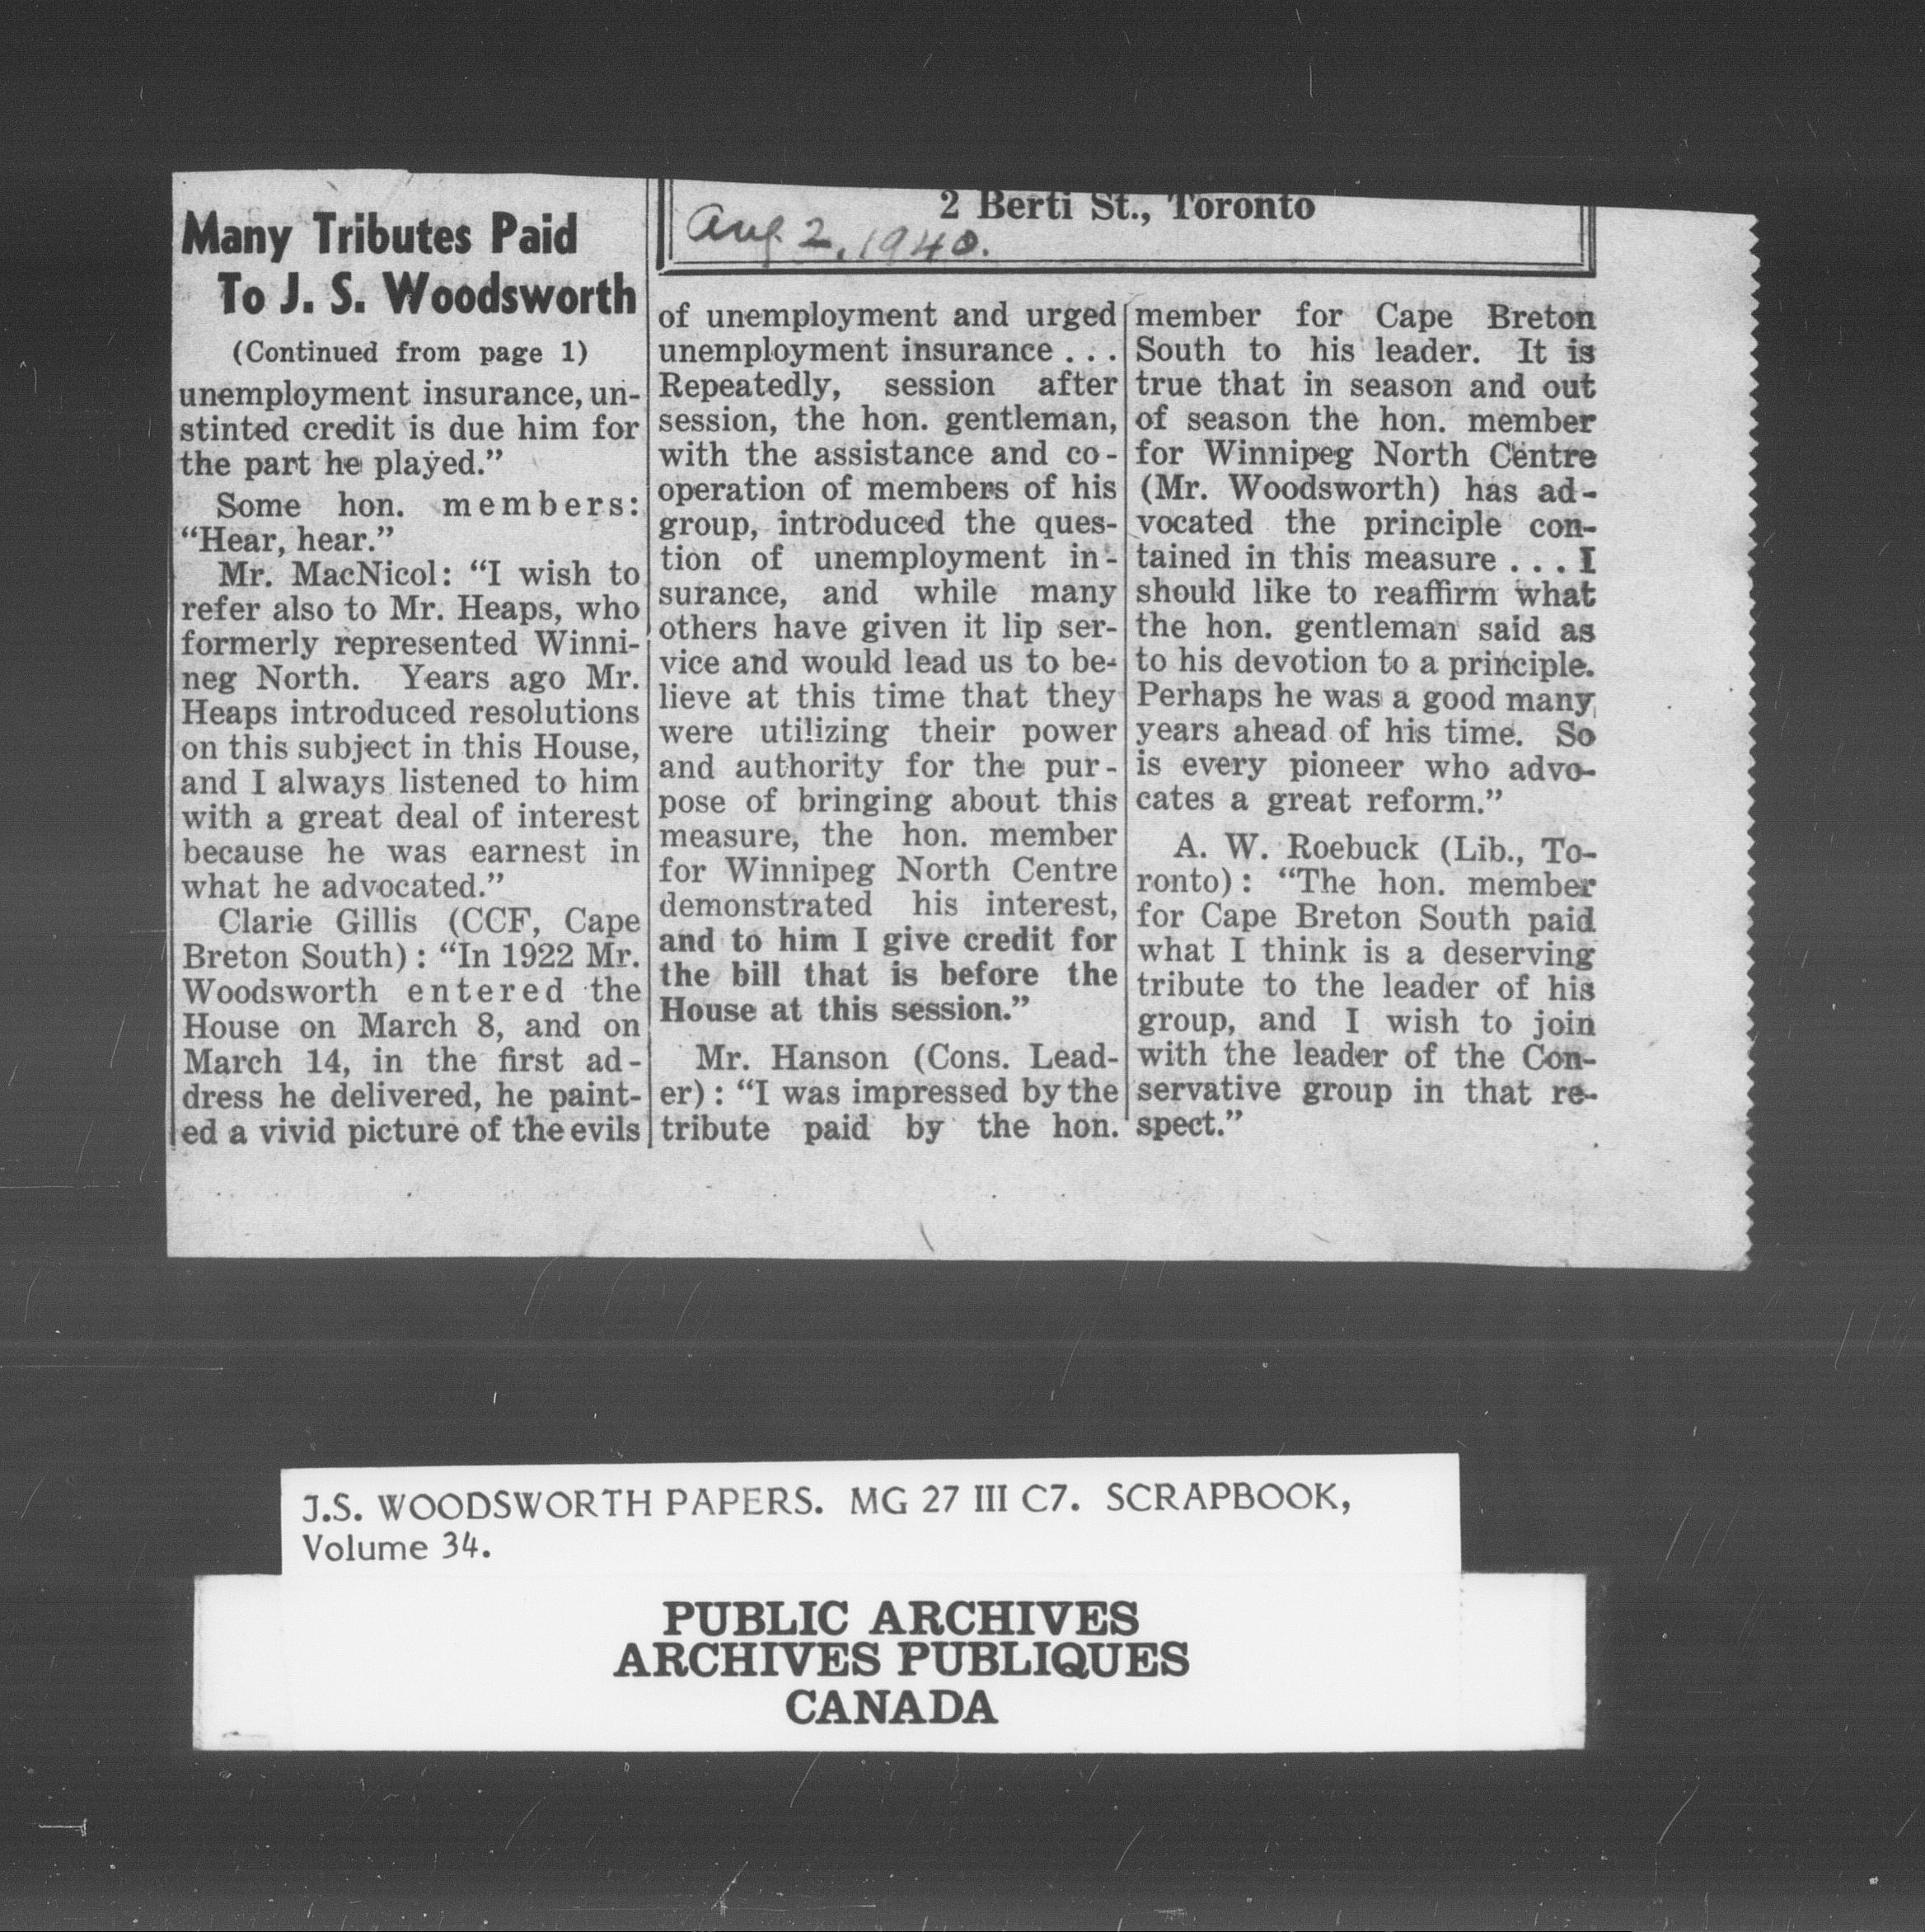 Many Tributes Paid
To J. S. Woodsworth
(Continued from page 1)
unemployment insurance, un-
stinted credit is due him for
the part he played.”
Some hon. members:
“Hear, hear.”
Mr. MacNicol: “I wish to
refer also to Mr. Heaps, who
formerly represented Winni-
neg North. Years ago Mr.
Heaps introduced resolutions
on this subject in this House,
and I always listened to him
with a great deal of interest
because he was earnest in
what he advocated.”
Clarie Gillis (CCF, Cape
Breton South): “In 1922 Mr.
Woodsworth entered the
House on March 8, and on
March 14, in the first ad-
dress he delivered, he paint-
ed a vivid picture of the evils
2 Berti St., Toronto
Aug. 2, 1940.
of unemployment and urged
unemployment insurance . . .
Repeatedly, session after
session, the hon. gentleman,
with the assistance and co-
operation of members of his
group, introduced the ques-
tion of unemployment in-
surance, and while many
others have given it lip ser-
vice and would lead us to be-
lieve at this time that they
were utilizing their power
and authority for the pur-
pose of bringing about this
measure, the hon. member
for Winnipeg North Centre
demonstrated his interest,
and to him I give credit for
the bill that is before the
House at this session.”
Mr. Hanson (Cons. Lead-
er): “I was impressed by the
tribute paid by the hon.
member for Cape Breton
South to his leader. It is
true that in season and out
of season the hon. member
for Winnipeg North Centre
(Mr. Woodsworth) has ad-
vocated the principle con-
tained in this measure . . . I
should like to reaffirm what
the hon. gentleman said as
to his devotion to a principle.
Perhaps he was a good many
years ahead of his time. So
is every pioneer who advo-
cates a great reform.”
A. W. Roebuck (Lib., To-
ronto): “The hon. member
for Cape Breton South paid
what I think is a deserving
tribute to the leader of his
group, and I wish to join
with the leader of the Con-
servative group in that re-
spect.”
J.S. WOODSWORTH PAPERS. MG 27 III C7. SCRAPBOOK,
Volume 34.
PUBLIC ARCHIVES
ARCHIVES PUBLIQUES
CANADA